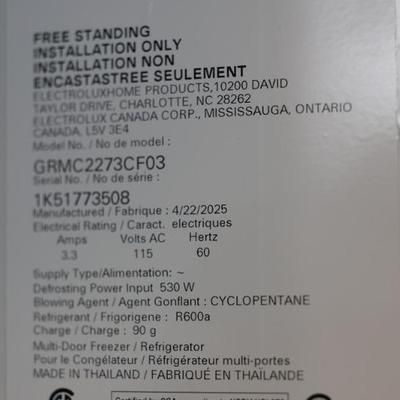 FREE STANDING
INSTALLATION ONLY
INSTALLATION NON
ENCASTASTREE SEULEMENT
ELECTROLUXHOME PRODUCTS,10200 DAVID
TAYLOR DRIVE, CHARLOTTE, NC 28262
ELECTROLUX CANADA CORP., MISSISSAUGA, ONTARIO
CANADA, L5V 3E4
Model No. / No de model :
GRMC2273CF03
Serial No. / No de série :
1K51773508
Manufactured / Fabrique : 4/22/2025
Electrical Rating / Caract. electriques
Amps Volts AC Hertz
3.3 115 60
Supply Type/Alimentation: ~
Defrosting Power Input 530 W
Blowing Agent / Agent Gonflant : CYCLOPENTANE
Refrigerant / Frigorigene : R600a
Charge / Charge : 90 g
Multi-Door Freezer / Refrigerator
Pour le Congélateur / Réfrigérateur multi-portes
MADE IN THAILAND / FABRIQUÉ EN THAÏLANDE